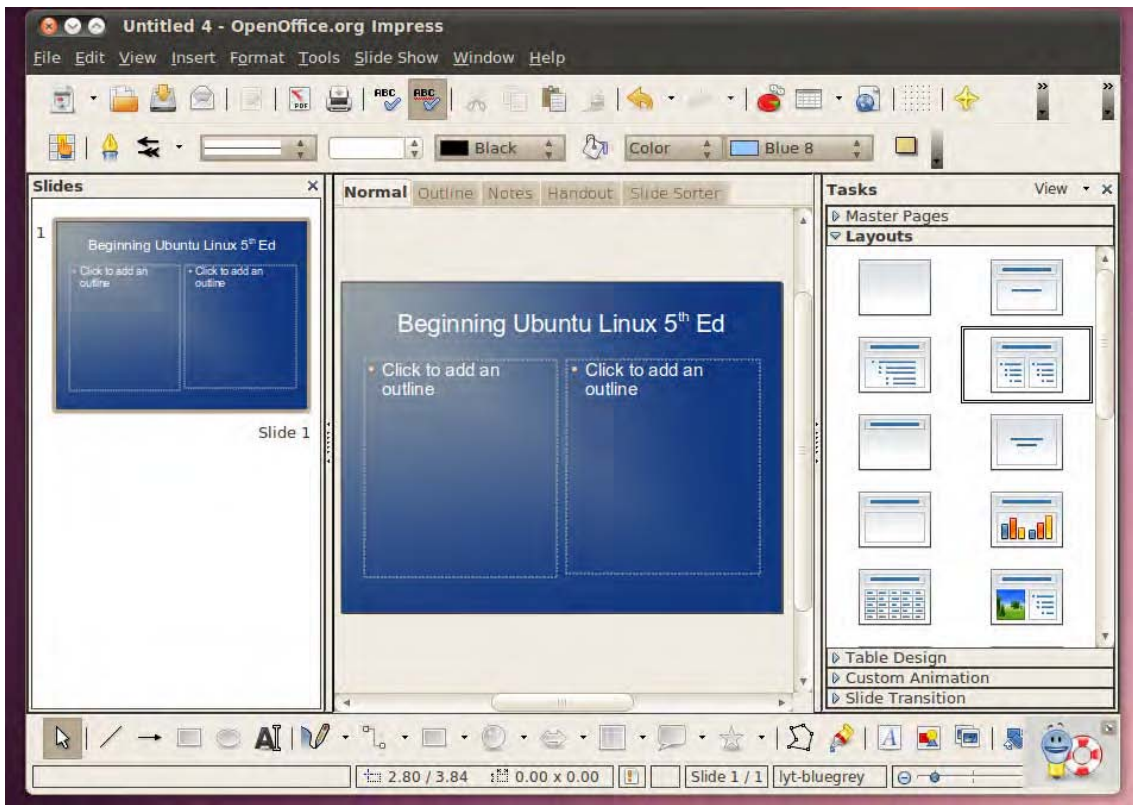 Untitled 4 - OpenOffice.org Impress
File Edit View Insert Format Tools Slide Show Window Help
PDF ABC ABC
Black Color Blue 8
Slides
Normal Outline Notes Handout Slide Sorter
Tasks View
Master Pages
Layouts
1
Beginning Ubuntu Linux 5th Ed
• Click to add an outline
• Click to add an outline
Slide 1
Beginning Ubuntu Linux 5th Ed
• Click to add an
outline
• Click to add an
outline
Table Design
Custom Animation
Slide Transition
2.80 / 3.84 0.00 x 0.00 Slide 1 / 1 lyt-bluegrey